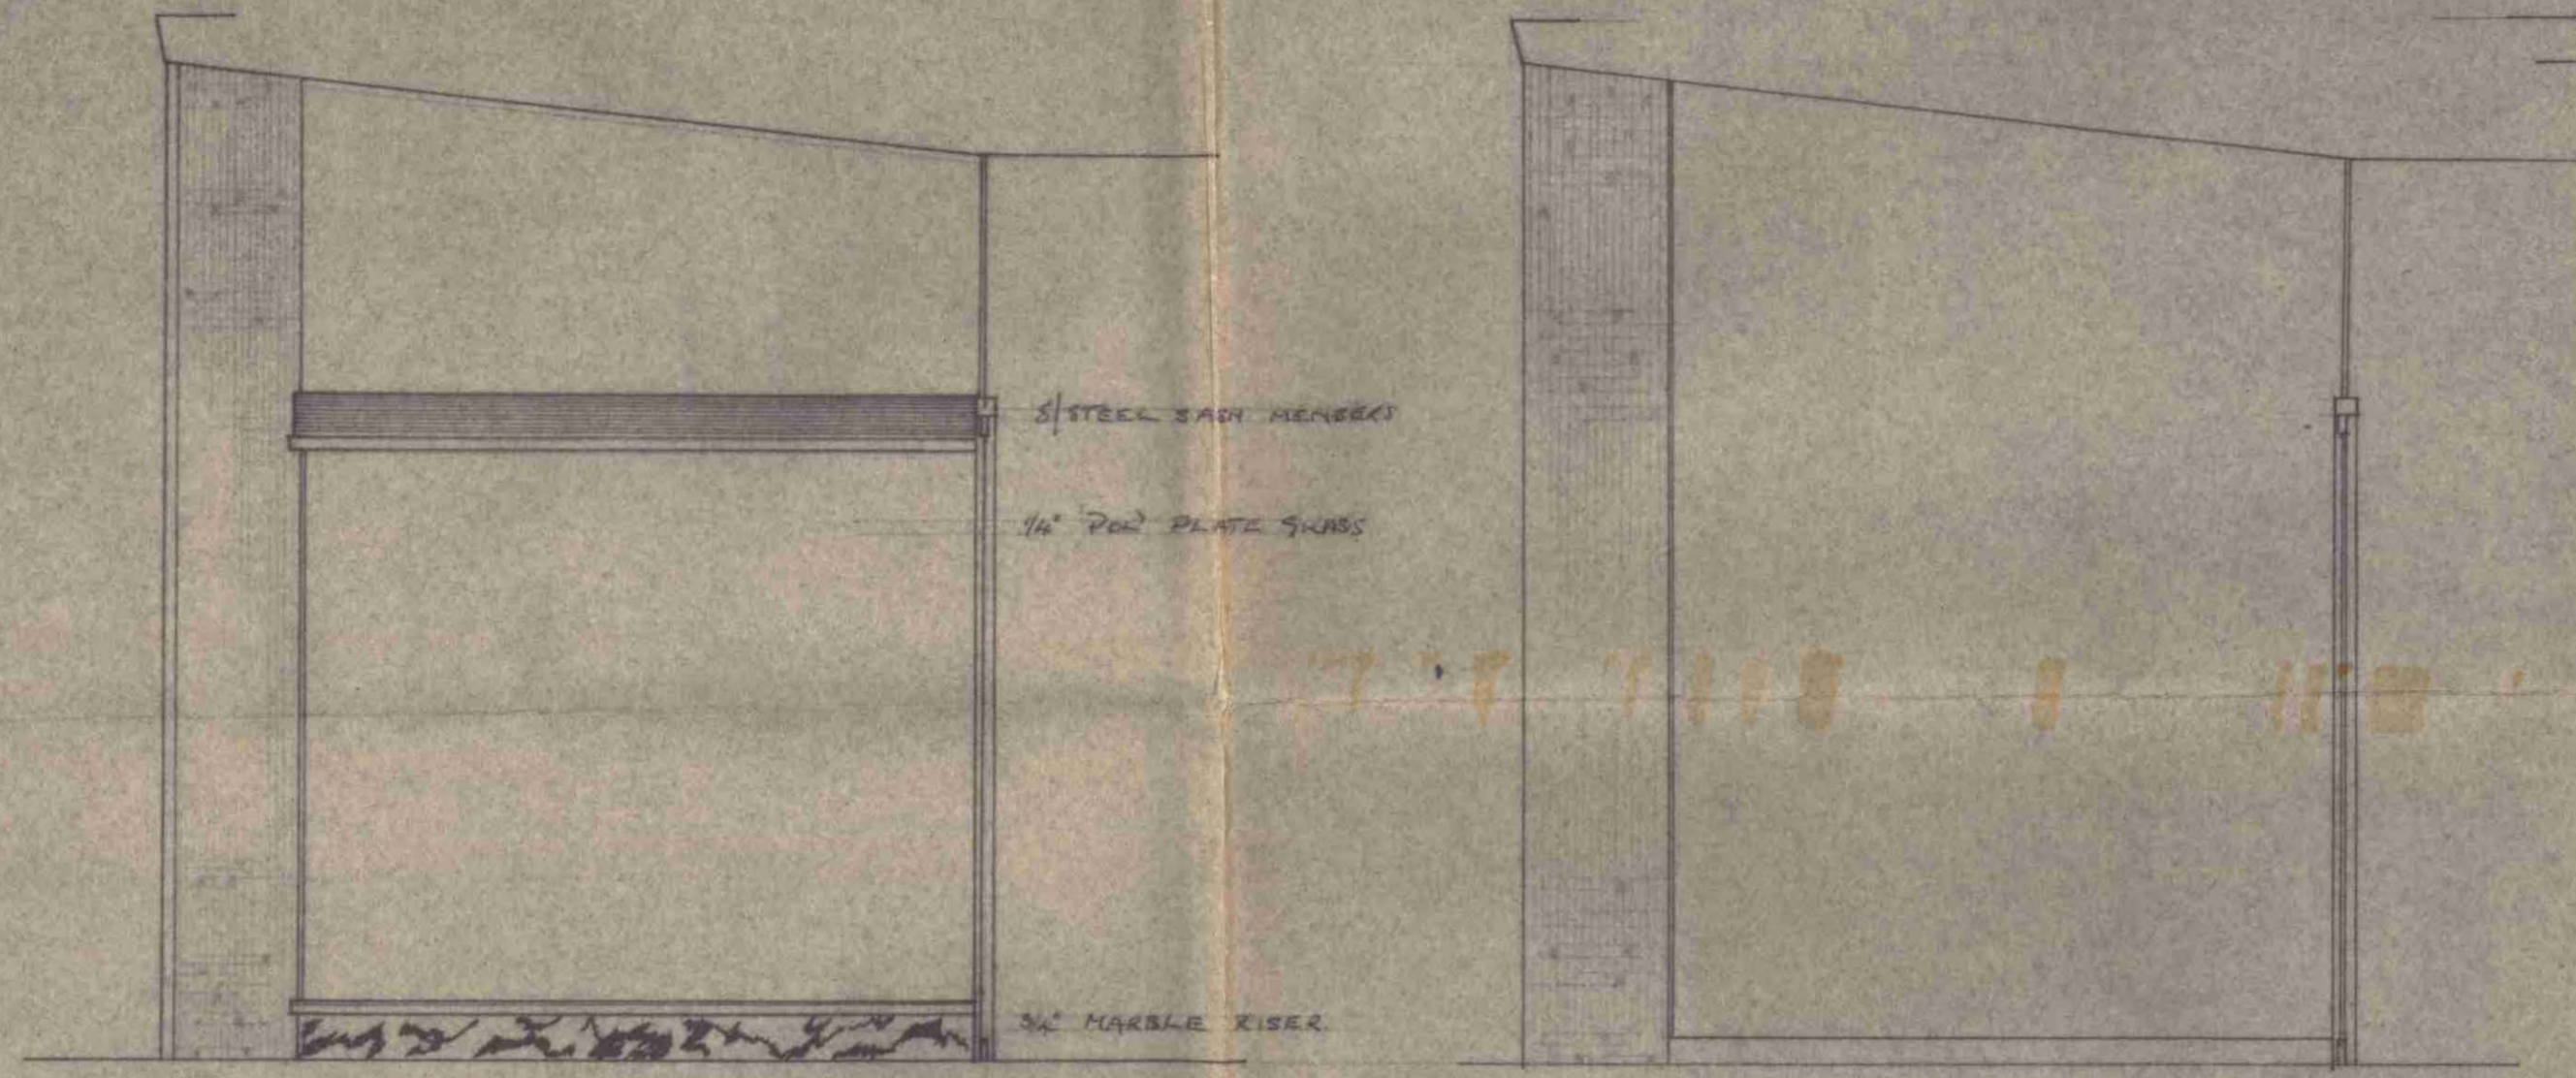 S/STEEL SASH MEMBERS
1/4" POL' PLATE GLASS
3/4" MARBLE RISER.